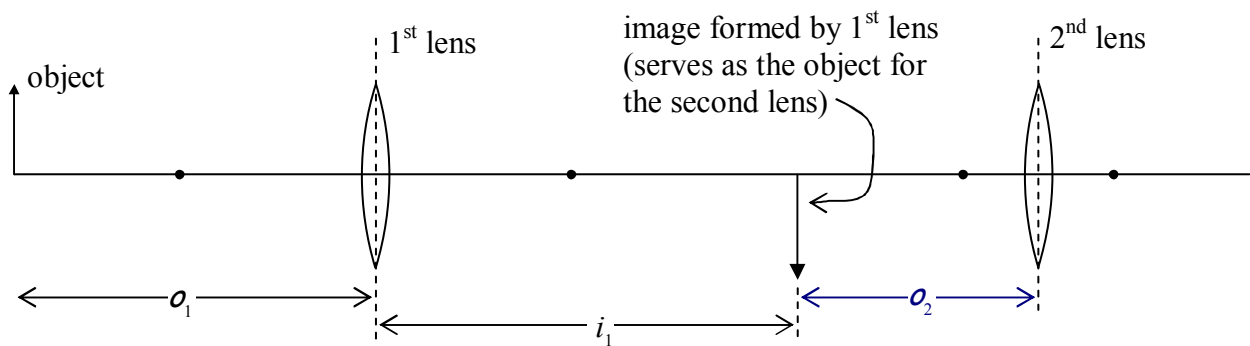 1st lens
image formed by 1st lens
(serves as the object for
the second lens)
2nd lens
object
o1
i1
o2